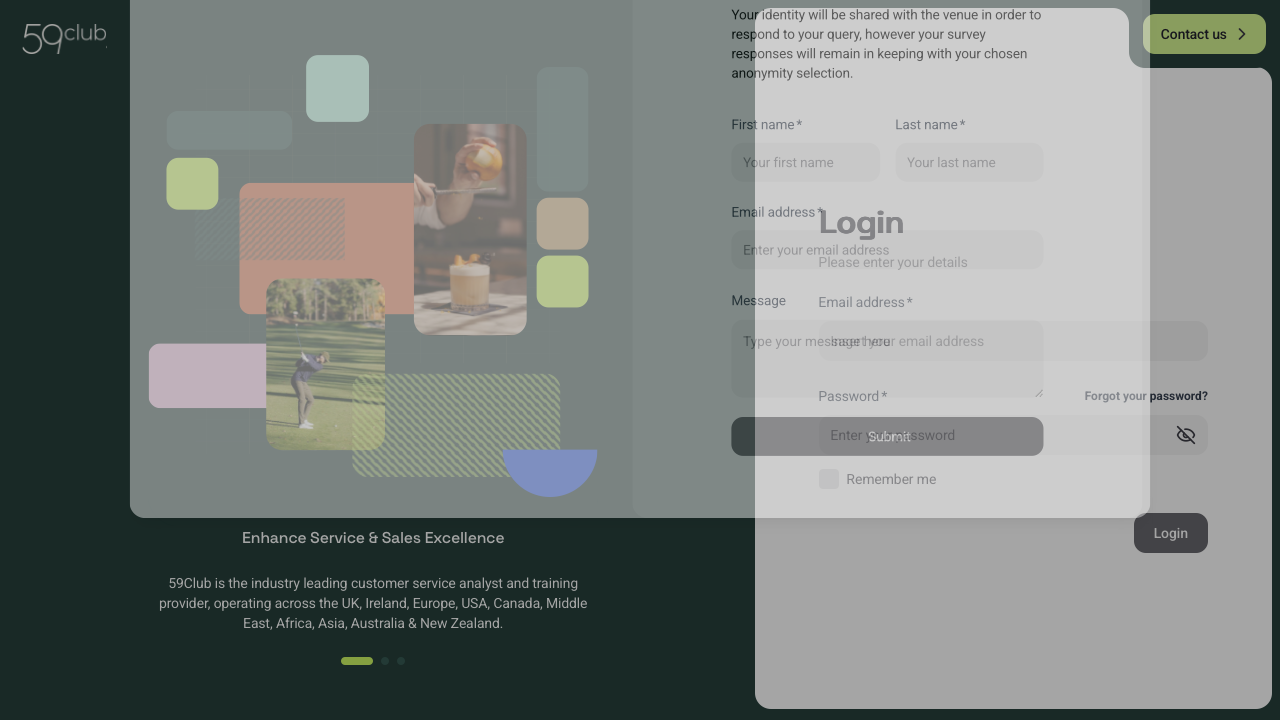 59club
Contact us
Your identity will be shared with the venue in order to
respond to your query, however your survey
responses will remain in keeping with your chosen
anonymity selection.
First name*
Last name*
Your first name
Your last name
Email address*
Enter your email address
Message
Type your message here
Submit
Login
Please enter your details
Email address*
Insert your email address
Password*
Forgot your password?
Enter your password
Remember me
Login
Enhance Service & Sales Excellence
59Club is the industry leading customer service analyst and training
provider, operating across the UK, Ireland, Europe, USA, Canada, Middle
East, Africa, Asia, Australia & New Zealand.